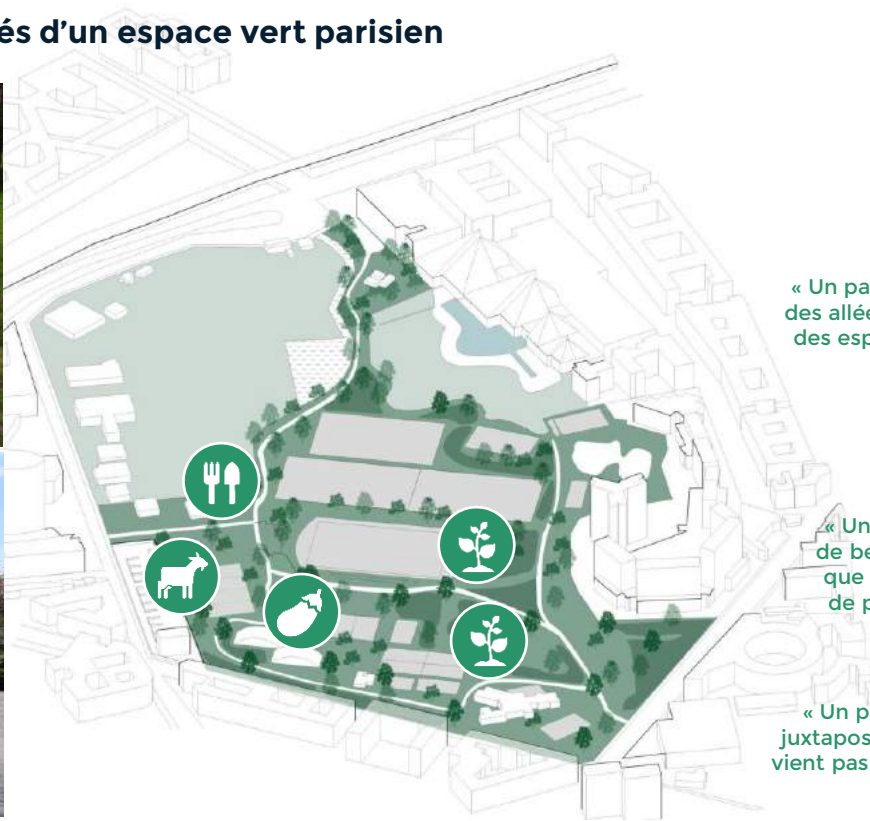 és d’un espace vert parisien
« Un pa
des allée
des esp
« Un
de be
que
de p
« Un p
juxtapos
vient pas